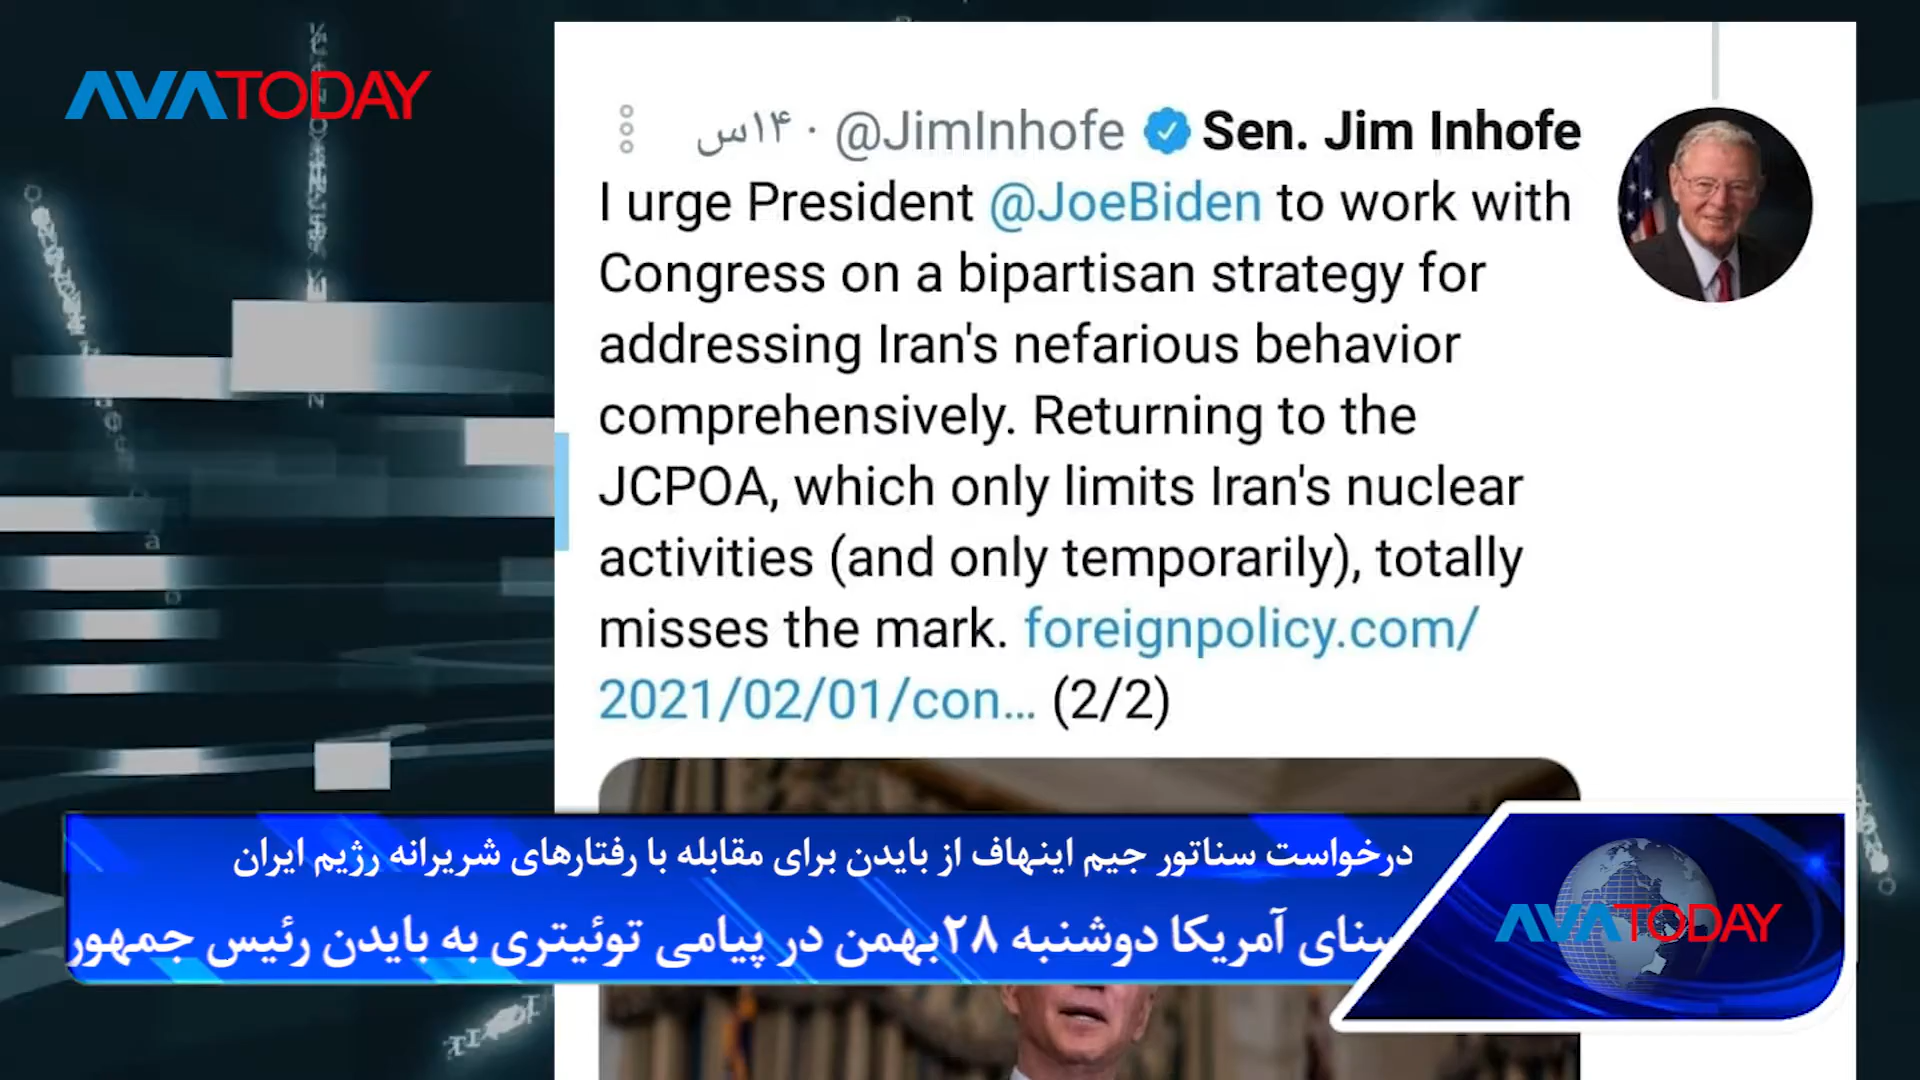 AVATODAY
Sen. Jim Inhofe @JimInhofe · ۱۴س
I urge President @JoeBiden to work with
Congress on a bipartisan strategy for
addressing Iran's nefarious behavior
comprehensively. Returning to the
JCPOA, which only limits Iran's nuclear
activities (and only temporarily), totally
misses the mark. foreignpolicy.com/
2021/02/01/con... (2/2)
درخواست سناتور جیم اینهاف از بایدن برای مقابله با رفتارهای شریرانه رژیم ایران
سنای آمریکا دوشنبه ۲۸بهمن در پیامی توئیتری به بایدن رئیس جمهور
AVATODAY